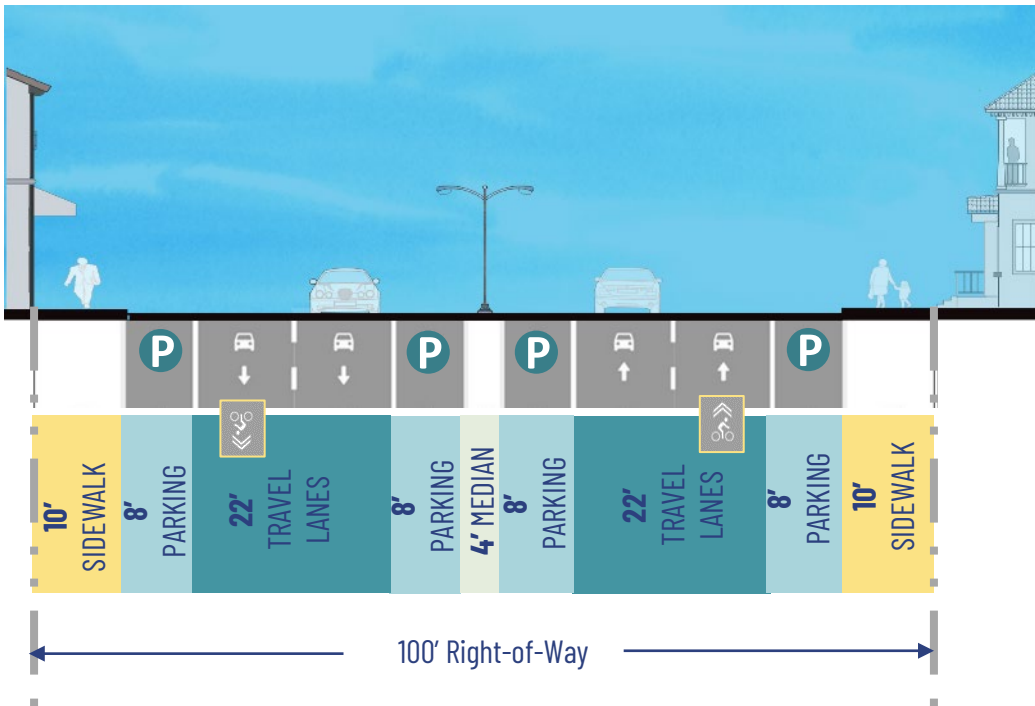 P
P
P
P
10'
SIDEWALK
8'
PARKING
22'
TRAVEL
LANES
8'
PARKING
4' MEDIAN
8'
PARKING
22'
TRAVEL
LANES
8'
PARKING
10'
SIDEWALK
100' Right-of-Way